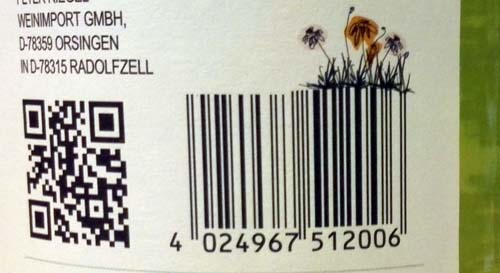 WEINIMPORT GMBH,
D-78359 ORSINGEN
IN D-78315 RADOLFZELL
4 024967 512006